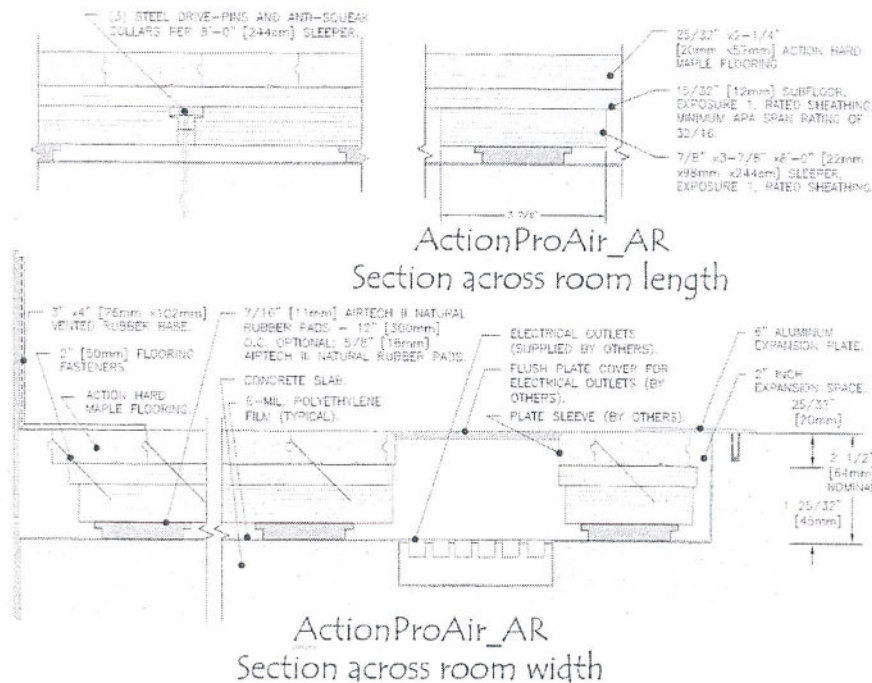 (3) STEEL DRIVE-PINS AND ANTI-SQUEAK
COLLARS PER 8'-0" [244cm] SLEEPER.
25/32" x2-1/4"
[20mm x57mm] ACTION HARD
MAPLE FLOORING.
15/32" [12mm] SUBFLOOR,
EXPOSURE 1, RATED SHEATHING,
MINIMUM APA SPAN RATING OF
32/16.
7/8" x3-7/8" x8'-0" [22mm
x98mm x244cm] SLEEPER,
EXPOSURE 1, RATED SHEATHING.
3 7/8"
ActionProAir_AR
Section across room length
3" x4" [76mm x102mm]
VENTED RUBBER BASE.
2" [50mm] FLOORING
FASTENERS.
ACTION HARD
MAPLE FLOORING.
7/16" [11mm] AIRTECH III NATURAL
RUBBER PADS - 12" [300mm]
O.C. OPTIONAL: 5/8" [16mm]
AIRTECH III NATURAL RUBBER PADS.
CONCRETE SLAB.
6-MIL. POLYETHYLENE
FILM (TYPICAL).
ELECTRICAL OUTLETS
(SUPPLIED BY OTHERS).
FLUSH PLATE COVER FOR
ELECTRICAL OUTLETS (BY
OTHERS).
PLATE SLEEVE (BY OTHERS).
6" ALUMINUM
EXPANSION PLATE.
2" INCH
EXPANSION SPACE.
25/32"
[20mm]
2 1/2"
[64mm]
NOMINAL
1 25/32"
[45mm]
ActionProAir_AR
Section across room width